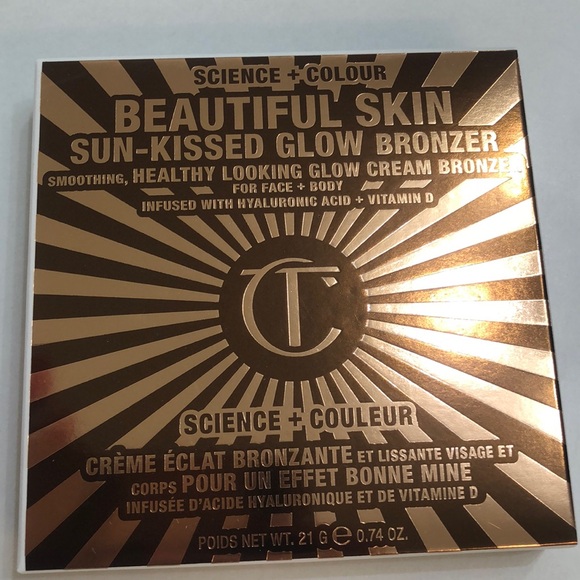 SCIENCE + COLOUR
BEAUTIFUL SKIN
SUN-KISSED GLOW BRONZER
SMOOTHING, HEALTHY LOOKING GLOW CREAM BRONZER
FOR FACE + BODY
INFUSED WITH HYALURONIC ACID + VITAMIN D
CT
SCIENCE + COULEUR
CRÈME ÉCLAT BRONZANTE ET LISSANTE VISAGE ET
CORPS POUR UN EFFET BONNE MINE
INFUSÉE D'ACIDE HYALURONIQUE ET DE VITAMINE D
POIDS NET WT. 21 G ℮ 0.74 OZ.